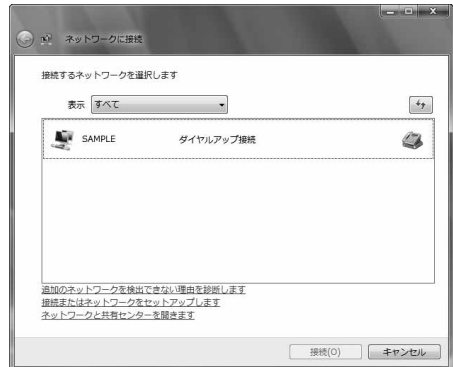 ネットワークに接続
接続するネットワークを選択します
表示 すべて
SAMPLE ダイヤルアップ接続
追加のネットワークを検出できない理由を診断します
接続またはネットワークをセットアップします
ネットワークと共有センターを開きます
接続(O) キャンセル